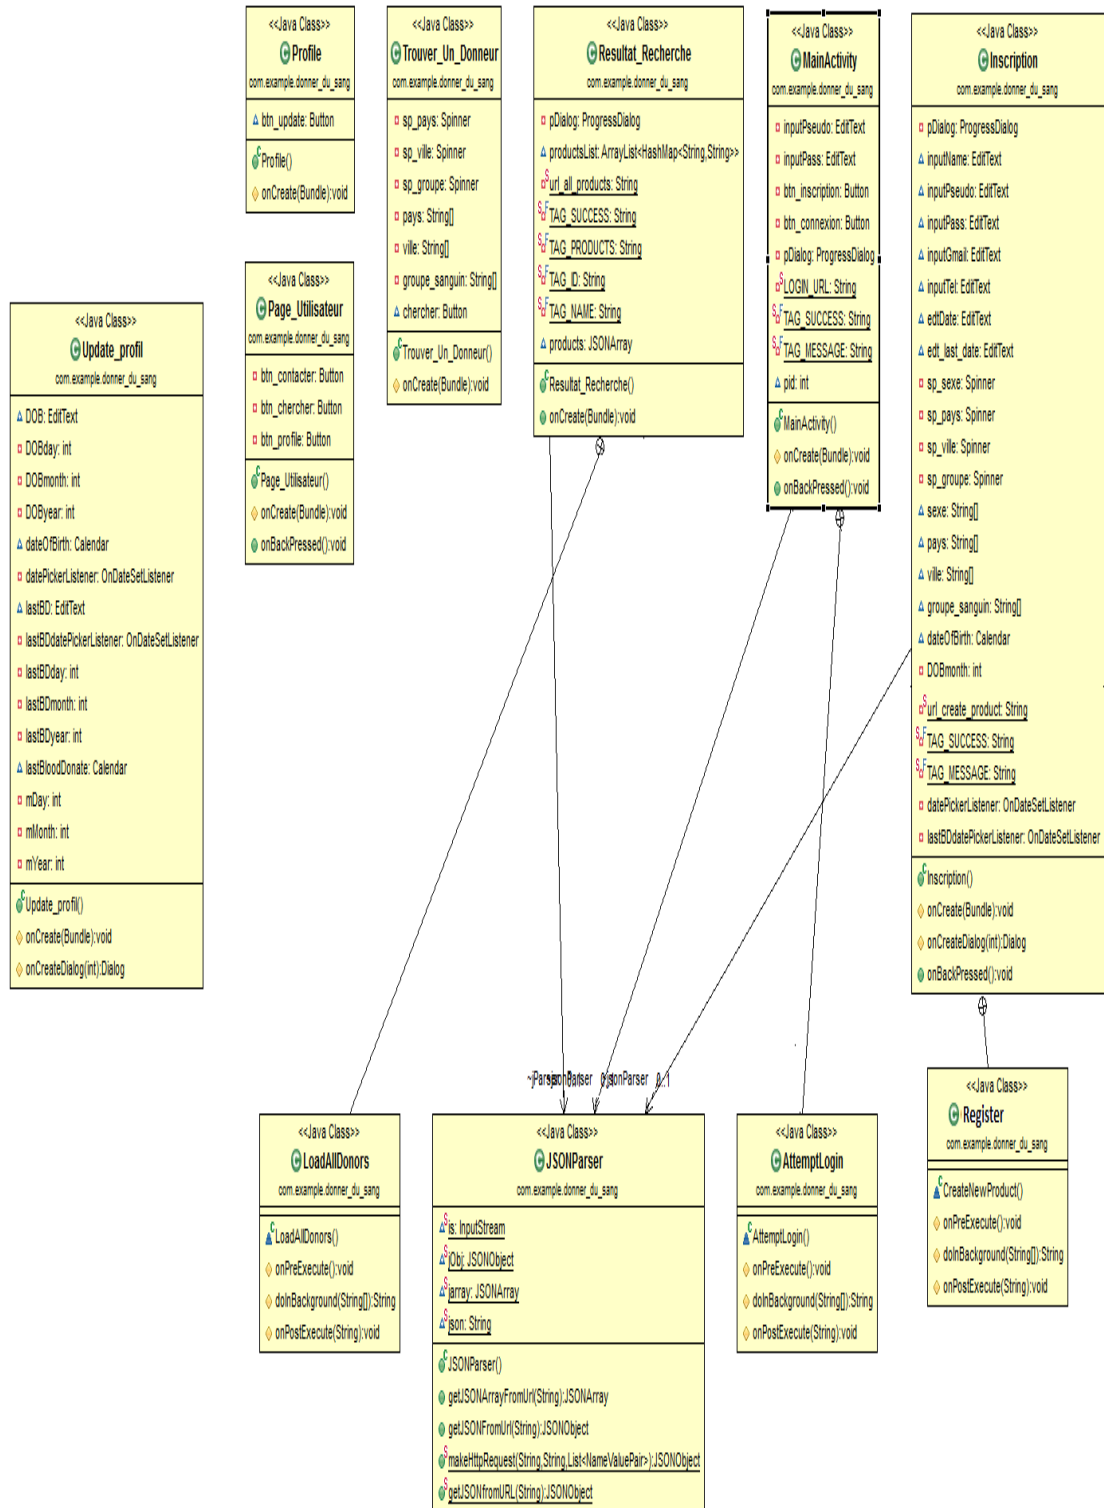 <<Java Class>>
Profile
com.example.donner_du_sang
btn_update: Button
Profile()
onCreate(Bundle):void
<<Java Class>>
Trouver_Un_Donneur
com.example.donner_du_sang
sp_pays: Spinner
sp_ville: Spinner
sp_groupe: Spinner
pays: String[]
ville: String[]
groupe_sanguin: String[]
chercher: Button
Trouver_Un_Donneur()
onCreate(Bundle):void
<<Java Class>>
Resultat_Recherche
com.example.donner_du_sang
pDialog: ProgressDialog
productsList: ArrayList<HashMap<String,String>>
url_all_products: String
TAG_SUCCESS: String
TAG_PRODUCTS: String
TAG_ID: String
TAG_NAME: String
products: JSONArray
Resultat_Recherche()
onCreate(Bundle):void
<<Java Class>>
MainActivity
com.example.donner_du_sang
inputPseudo: EditText
inputPass: EditText
btn_inscription: Button
btn_connexion: Button
pDialog: ProgressDialog
LOGIN_URL: String
TAG_SUCCESS: String
TAG_MESSAGE: String
pid: int
MainActivity()
onCreate(Bundle):void
onBackPressed():void
<<Java Class>>
Inscription
com.example.donner_du_sang
pDialog: ProgressDialog
inputName: EditText
inputPseudo: EditText
inputPass: EditText
inputGmail: EditText
inputTel: EditText
edtDate: EditText
edt_last_date: EditText
sp_sexe: Spinner
sp_pays: Spinner
sp_ville: Spinner
sp_groupe: Spinner
sexe: String[]
pays: String[]
ville: String[]
groupe_sanguin: String[]
dateOfBirth: Calendar
DOBmonth: int
url_create_product: String
TAG_SUCCESS: String
TAG_MESSAGE: String
datePickerListener: OnDateSetListener
lastBDdatePickerListener: OnDateSetListener
Inscription()
onCreate(Bundle):void
onCreateDialog(int):Dialog
onBackPressed():void
<<Java Class>>
Page_Utilisateur
com.example.donner_du_sang
btn_contacter: Button
btn_chercher: Button
btn_profile: Button
Page_Utilisateur()
onCreate(Bundle):void
onBackPressed():void
<<Java Class>>
Update_profil
com.example.donner_du_sang
DOB: EditText
DOBday: int
DOBmonth: int
DOByear: int
dateOfBirth: Calendar
datePickerListener: OnDateSetListener
lastBD: EditText
lastBDdatePickerListener: OnDateSetListener
lastBDday: int
lastBDmonth: int
lastBDyear: int
lastBloodDonate: Calendar
mDay: int
mMonth: int
mYear: int
Update_profil()
onCreate(Bundle):void
onCreateDialog(int):Dialog
~jsonParser 0..1
<<Java Class>>
LoadAllDonors
com.example.donner_du_sang
LoadAllDonors()
onPreExecute():void
doInBackground(String[]):String
onPostExecute(String):void
<<Java Class>>
JSONParser
com.example.donner_du_sang
is: InputStream
jObj: JSONObject
jarray: JSONArray
json: String
JSONParser()
getJSONArrayFromUrl(String):JSONArray
getJSONFromUrl(String):JSONObject
makeHttpRequest(String,String,List<NameValuePair>):JSONObject
getJSONfromURL(String):JSONObject
<<Java Class>>
AttemptLogin
com.example.donner_du_sang
AttemptLogin()
onPreExecute():void
doInBackground(String[]):String
onPostExecute(String):void
<<Java Class>>
Register
com.example.donner_du_sang
CreateNewProduct()
onPreExecute():void
doInBackground(String[]):String
onPostExecute(String):void